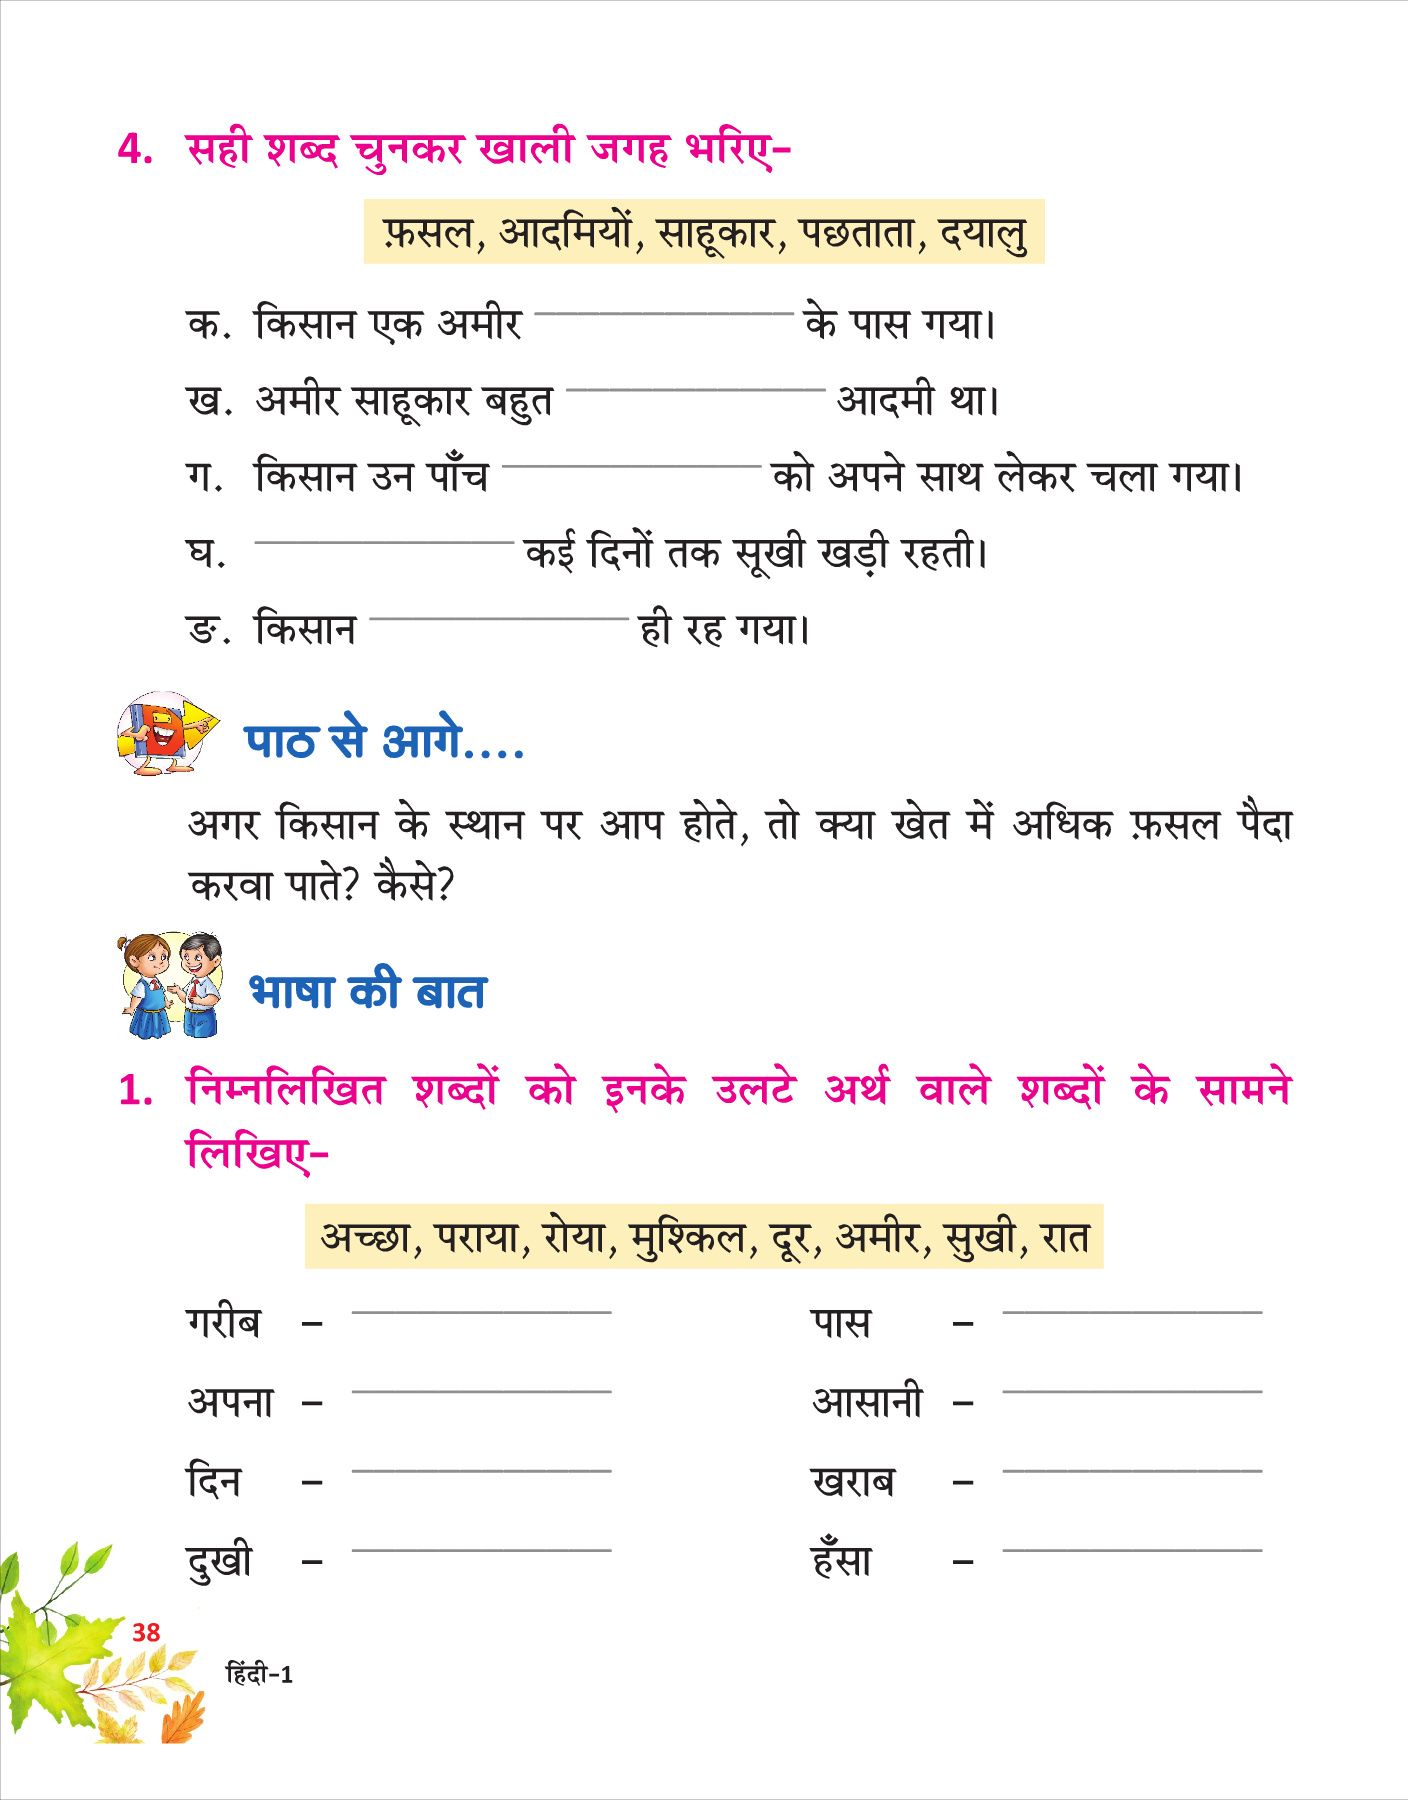 4. सही शब्द चुनकर खाली जगह भरिए–
फ़सल, आदमियों, साहूकार, पछताता, दयालु
क. किसान एक अमीर ____________ के पास गया।
ख. अमीर साहूकार बहुत ____________ आदमी था।
ग. किसान उन पाँच ____________ को अपने साथ लेकर चला गया।
घ. ____________ कई दिनों तक सूखी खड़ी रहती।
ङ. किसान ____________ ही रह गया।
पाठ से आगे....
अगर किसान के स्थान पर आप होते, तो क्या खेत में अधिक फ़सल पैदा
करवा पाते? कैसे?
भाषा की बात
1. निम्नलिखित शब्दों को इनके उलटे अर्थ वाले शब्दों के सामने
लिखिए–
अच्छा, पराया, रोया, मुश्किल, दूर, अमीर, सुखी, रात
गरीब – ____________ पास – ____________
अपना – ____________ आसानी – ____________
दिन – ____________ खराब – ____________
दुखी – ____________ हँसा – ____________
38
हिंदी–1